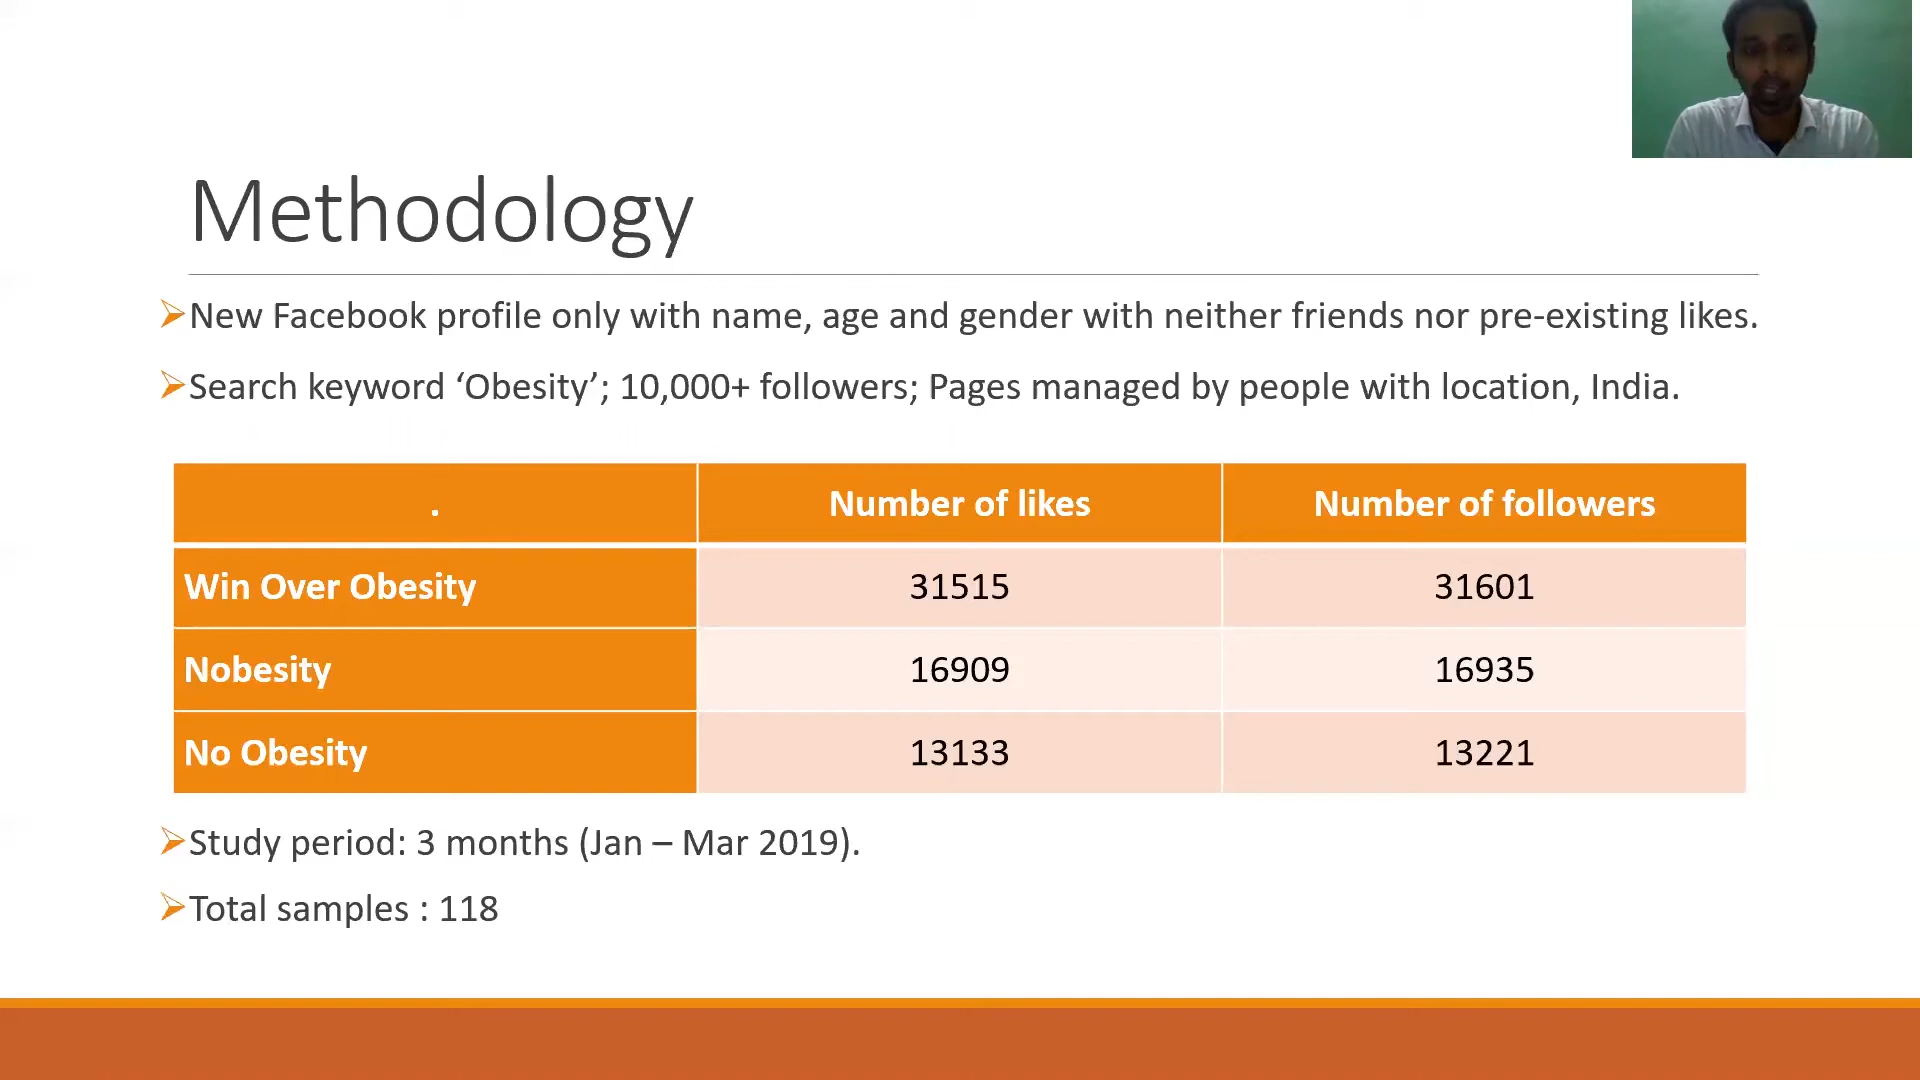 Methodology
New Facebook profile only with name, age and gender with neither friends nor pre-existing likes.
Search keyword ‘Obesity’; 10,000+ followers; Pages managed by people with location, India.
. Number of likes Number of followers
Win Over Obesity 31515 31601
Nobesity 16909 16935
No Obesity 13133 13221
Study period: 3 months (Jan – Mar 2019).
Total samples : 118